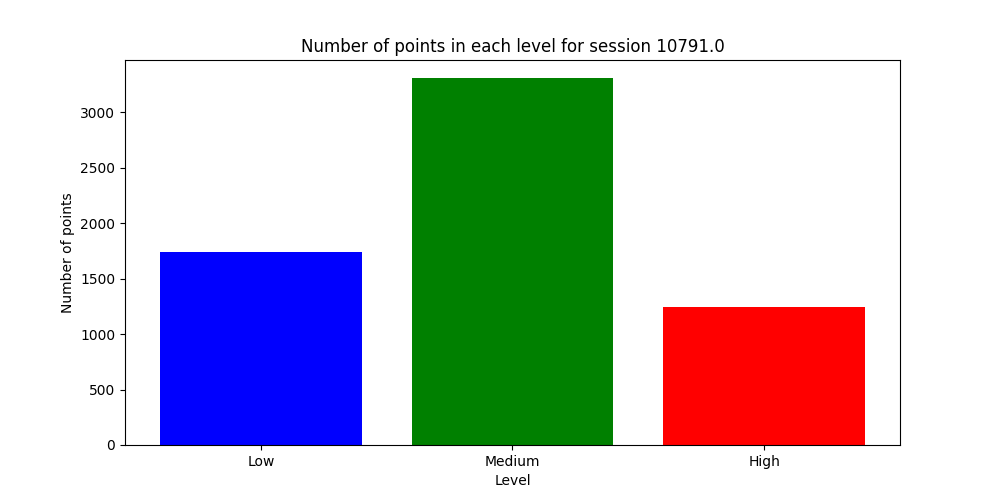 Number of points in each level for session 10791.0
Number of points
3000
2500
2000
1500
1000
500
0
Low Medium High
Level